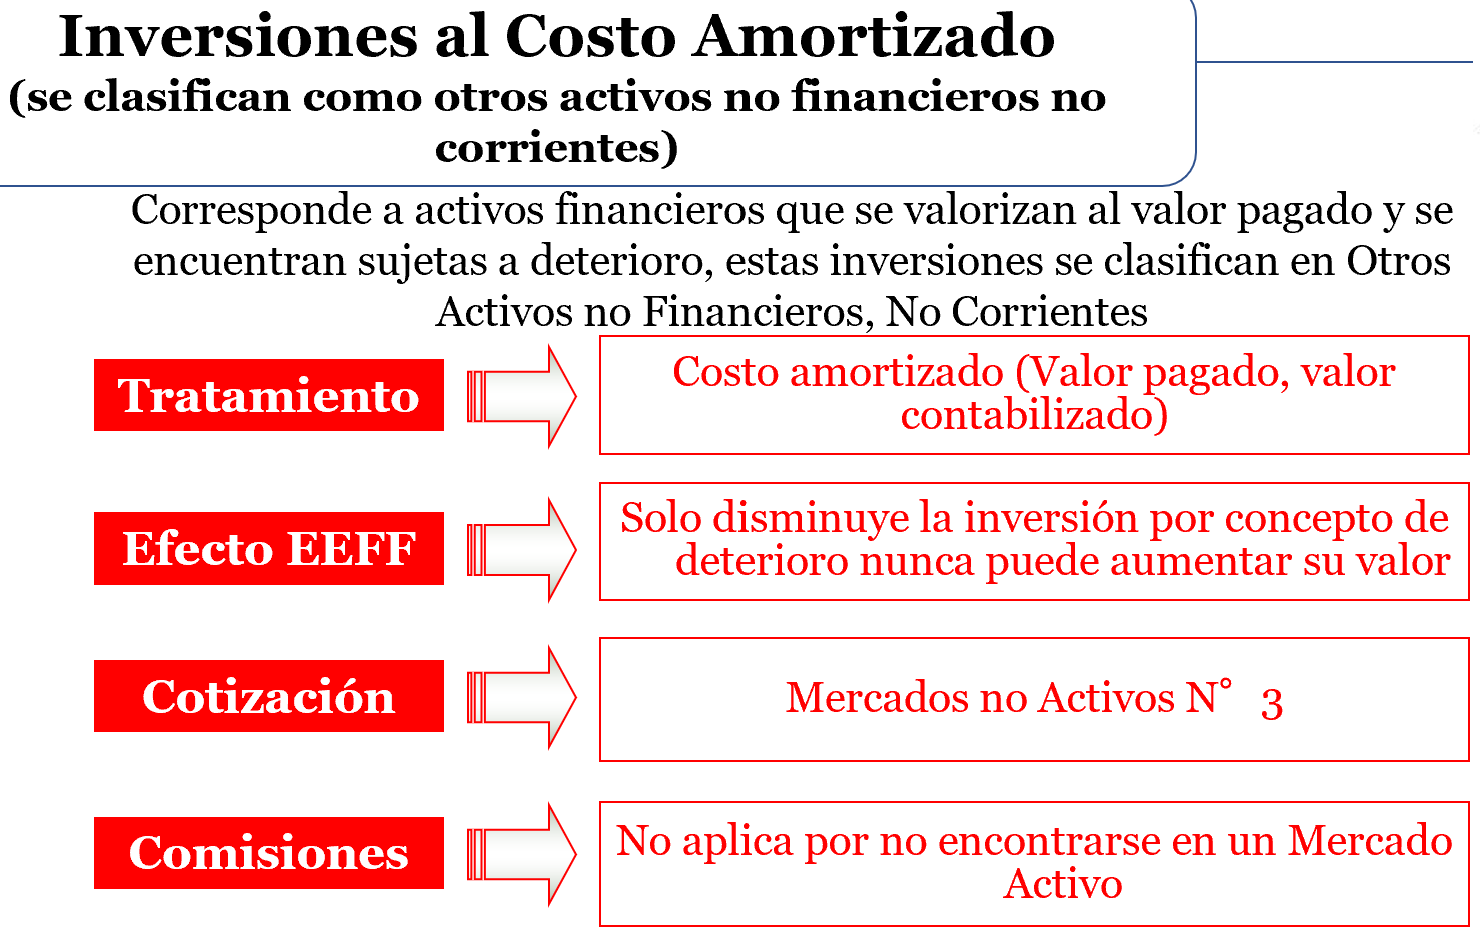 Inversiones al Costo Amortizado
(se clasifican como otros activos no financieros no
corrientes)
Corresponde a activos financieros que se valorizan al valor pagado y se
encuentran sujetas a deterioro, estas inversiones se clasifican en Otros
Activos no Financieros, No Corrientes
Tratamiento
Costo amortizado (Valor pagado, valor
contabilizado)
Efecto EEFF
Solo disminuye la inversión por concepto de
deterioro nunca puede aumentar su valor
Cotización
Mercados no Activos N° 3
Comisiones
No aplica por no encontrarse en un Mercado
Activo